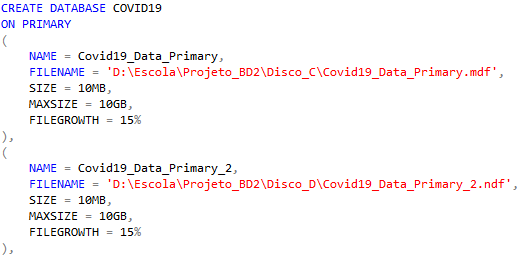 CREATE DATABASE COVID19
ON PRIMARY
(
    NAME = Covid19_Data_Primary,
    FILENAME = 'D:\Escola\Projeto_BD2\Disco_C\Covid19_Data_Primary.mdf',
    SIZE = 10MB,
    MAXSIZE = 10GB,
    FILEGROWTH = 15%
),
(
    NAME = Covid19_Data_Primary_2,
    FILENAME = 'D:\Escola\Projeto_BD2\Disco_D\Covid19_Data_Primary_2.ndf',
    SIZE = 10MB,
    MAXSIZE = 10GB,
    FILEGROWTH = 15%
),